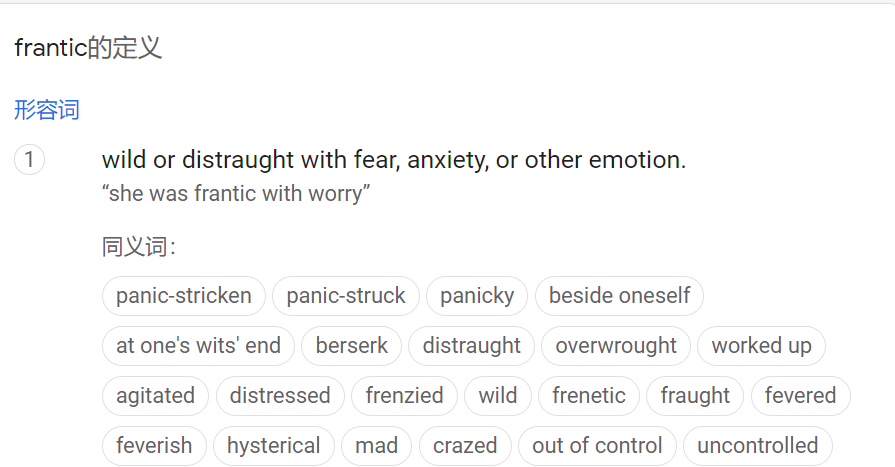 frantic的定义
形容词
1 wild or distraught with fear, anxiety, or other emotion.
“she was frantic with worry”
同义词：
panic-stricken panic-struck panicky beside oneself
at one's wits' end berserk distraught overwrought worked up
agitated distressed frenzied wild frenetic fraught fevered
feverish hysterical mad crazed out of control uncontrolled